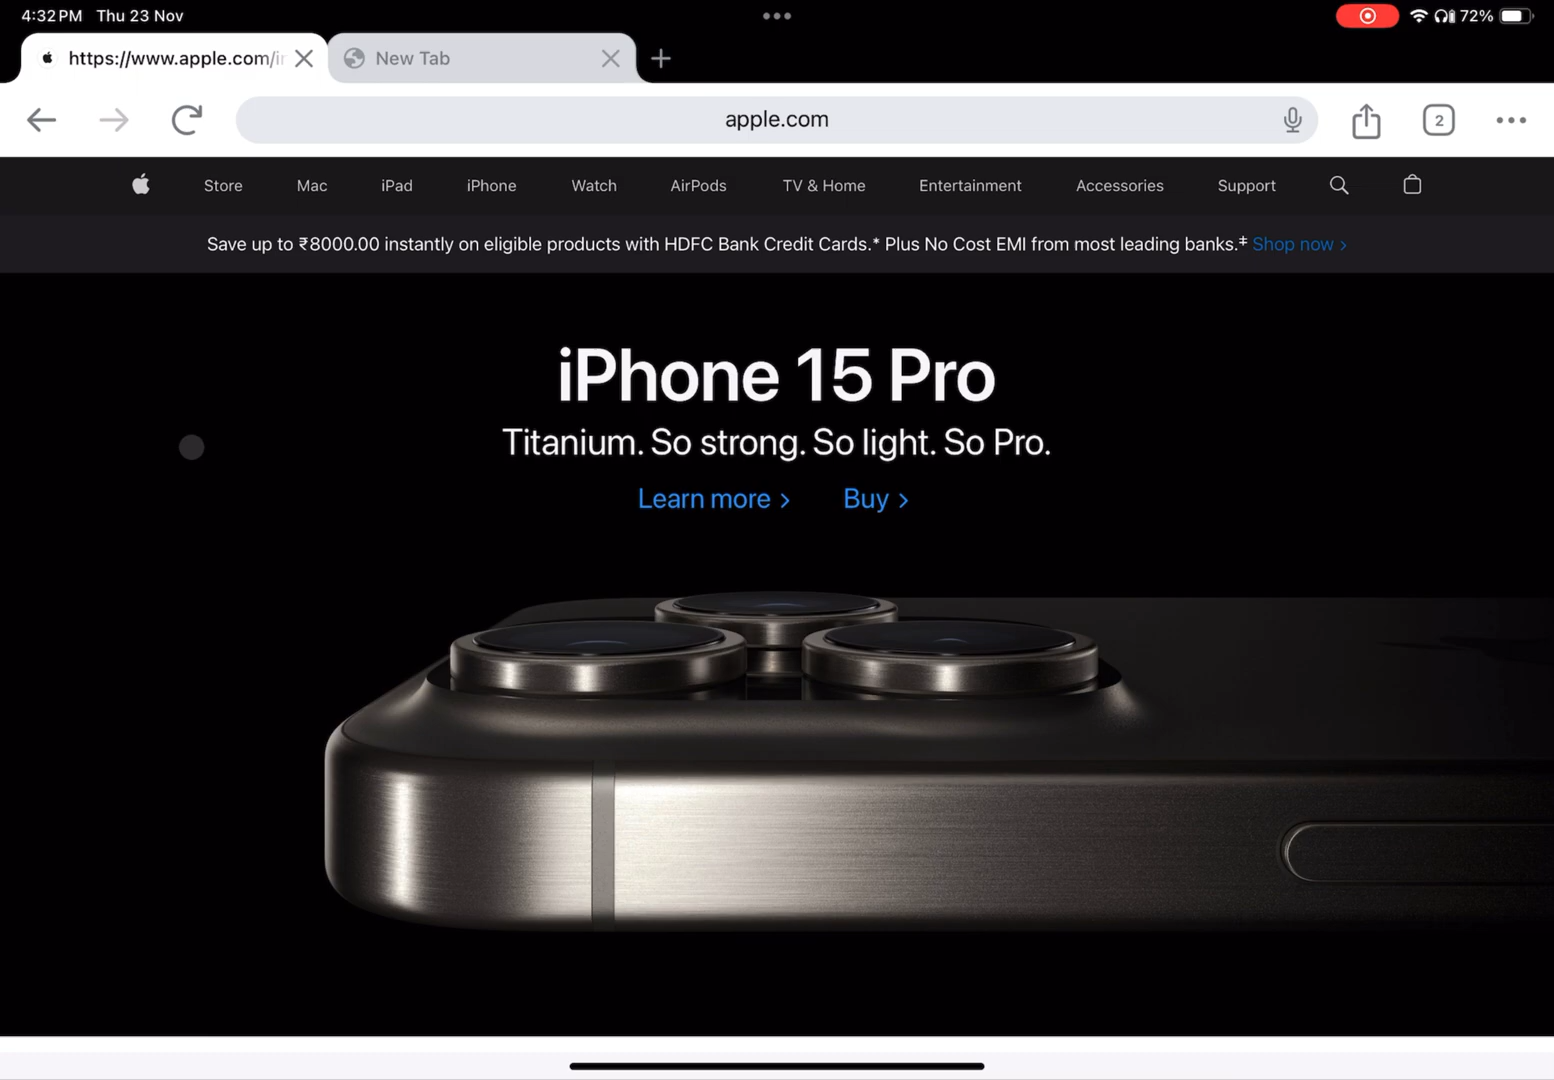 4:32 PM Thu 23 Nov
72%
https://www.apple.com/in
New Tab
apple.com
2
Store Mac iPad iPhone Watch AirPods TV & Home Entertainment Accessories Support
Save up to ₹8000.00 instantly on eligible products with HDFC Bank Credit Cards.* Plus No Cost EMI from most leading banks.‡ Shop now >
iPhone 15 Pro
Titanium. So strong. So light. So Pro.
Learn more > Buy >